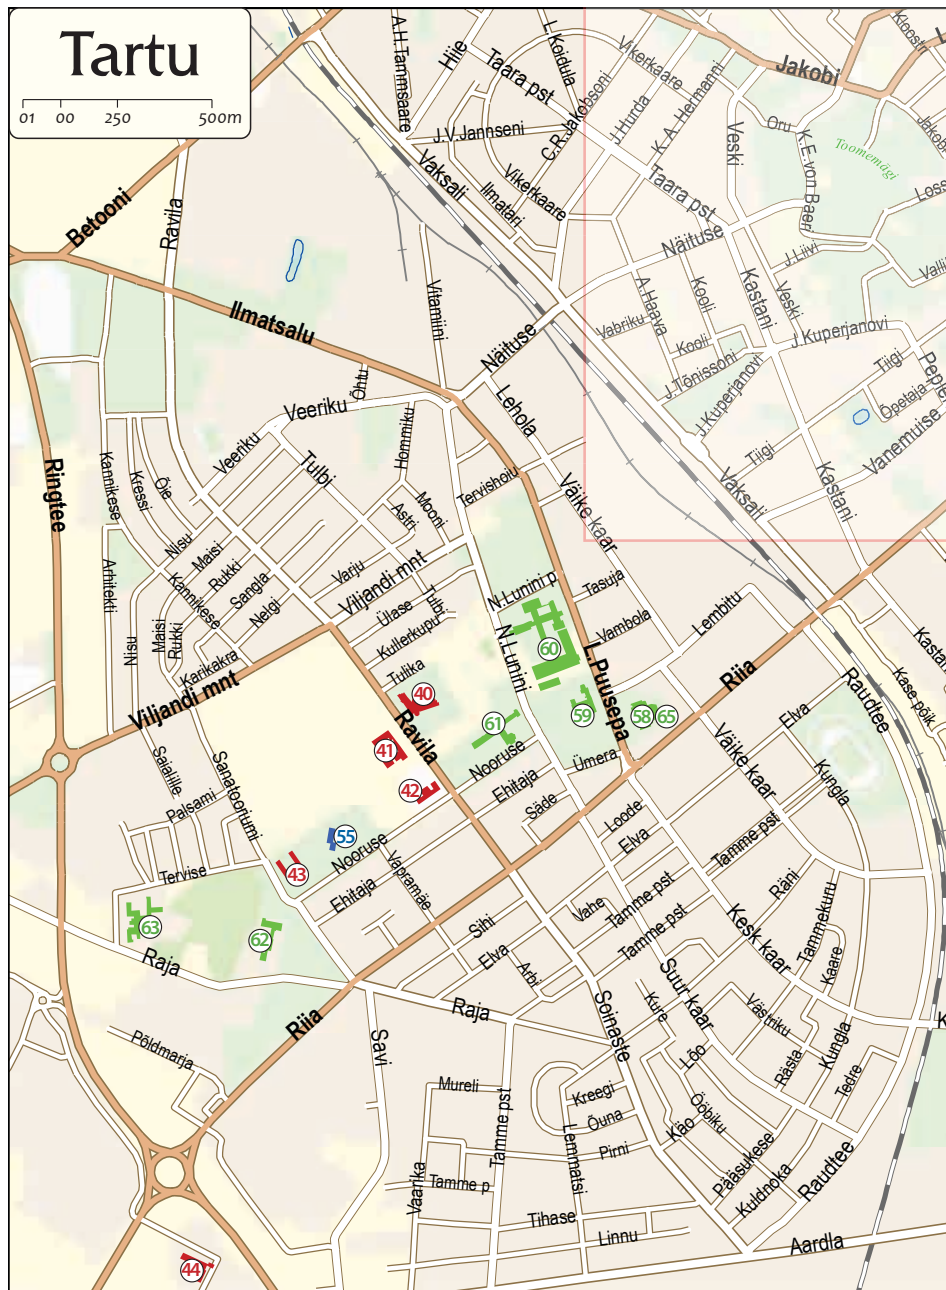 Tartu
01 00 250 500m
A.H.Tammsaare
Hiie
L.Koidula
Taara pst
Vikerkaare
Jakobi
J.V.Jannseni
C.R.Jakobsoni
J.Hurda
K. A. Hermanni
Veski
Oru
K.E.von Baeri
Toomemägi
Jakobi
Vaksali
Vikerkaare
Ilmatari
Taara pst
Betooni
Ravila
Näituse
J.Liivi
Ilmatsalu
Vitamiini
A.Haava
Kooli
Kastani
Veski
Vabriku
Kooli
J.Kuperjanovi
Näituse
J.Tõnissoni
Tiigi
J.Kuperjanovi
Õpetaja
Õhtu
Veeriku
Lehola
Veeriku
Hommiku
Tiigi
Vanemuise
Ringtee
Kannikese
Kressi
Õie
Tulbi
Tervishoiu
Väike kaar
Vaksali
Kastani
Mooni
Astri
Nisu
Maisi
Rukki
Sangla
Nelgi
Varju
Viljandi mnt
Arhitekti
Kannikese
Tulbi
Ülase
N.Lunini p
Tasuja
Lembitu
Nisu
Maisi
Rukki
Kullerkupu
N.Lunini
Vambola
Karikakra
Tulika
60
L.Puusepa
Riia
Kase põik
Raudtee
Viljandi mnt
40
Ravila
59
58
65
61
Elva
41
Väike kaar
Saialille
Sanatoorumi
Nooruse
Ümera
Kungla
42
Ehitaja
Palsami
Säde
Loode
55
Nooruse
Elva
Tamme pst
Tervise
43
Vaoramäe
Ehitaja
Räni
Tammekuru
63
62
Vahe
Tamme pst
Sihi
Tamme pst
Kesk kaar
Kaare
Raja
Elva
Arbi
Suur kaar
Riia
Raja
Soinaste
Kure
Västriku
Põldmarja
Savi
Lõo
Rästa
Kungla
Tedre
Mureli
Tamme pst
Kreegi
Õuna
Ööbiku
Lemmatsi
Pirni
Käo
Pääsukese
Vaarika
Tamme p
Kuldnoka
Raudtee
Tihase
Linnu
Aardla
44